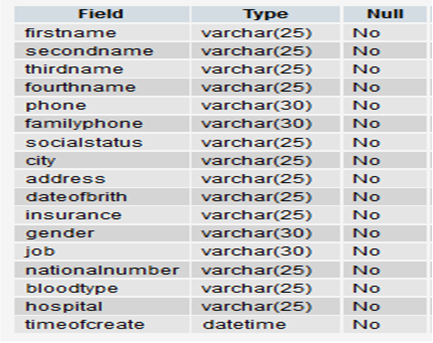 Field Type Null
firstname varchar(25) No
secondname varchar(25) No
thirdname varchar(25) No
fourthname varchar(25) No
phone varchar(30) No
familyphone varchar(30) No
socialstatus varchar(25) No
city varchar(25) No
address varchar(25) No
dateofbrith varchar(25) No
insurance varchar(25) No
gender varchar(30) No
job varchar(30) No
nationalnumber varchar(25) No
bloodtype varchar(25) No
hospital varchar(25) No
timeofcreate datetime No